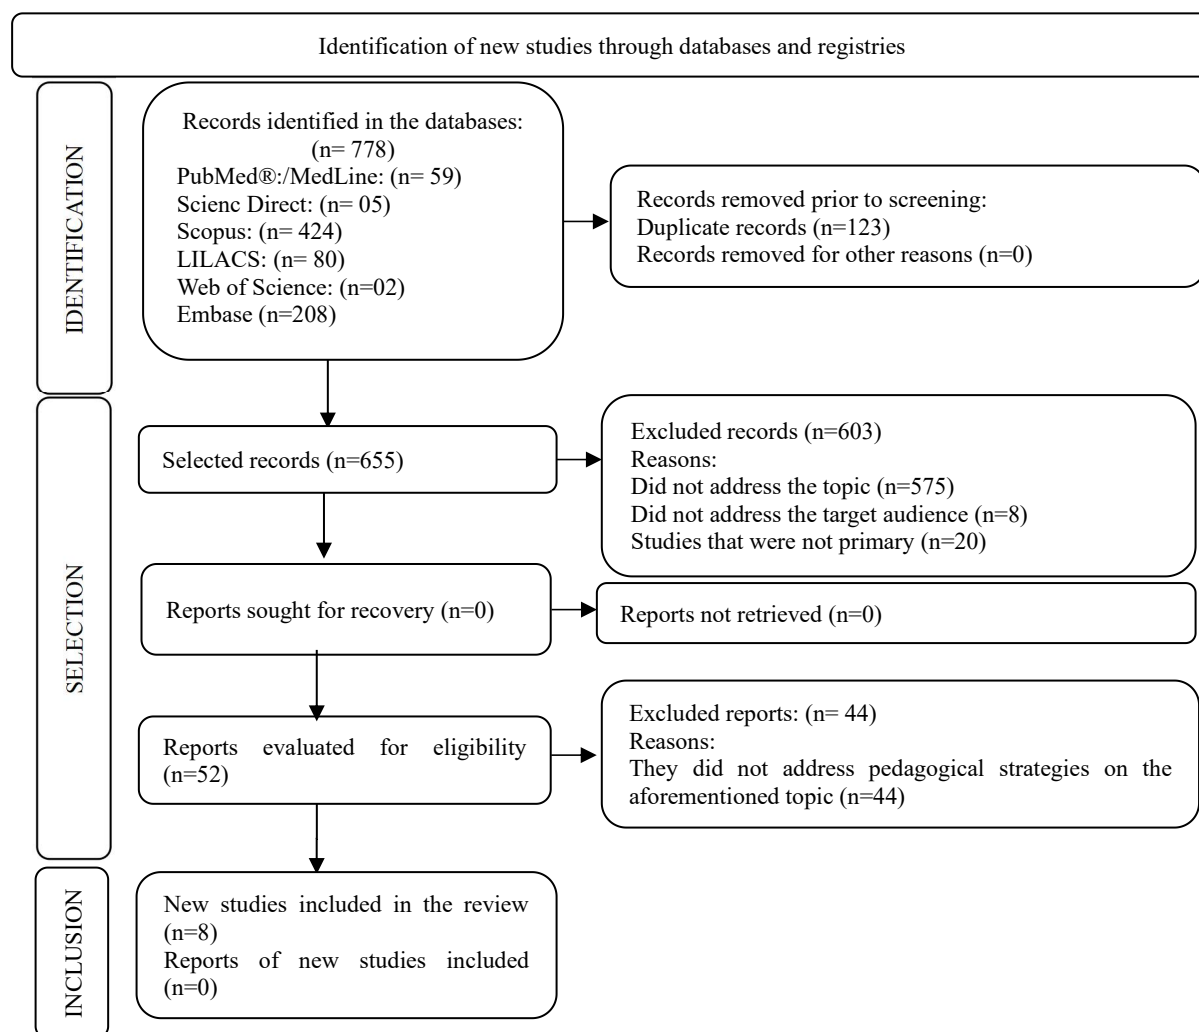 Identification of new studies through databases and registries
IDENTIFICATION
Records identified in the databases:
(n= 778)
PubMed®:/MedLine: (n= 59)
Scienc Direct: (n= 05)
Scopus: (n= 424)
LILACS: (n= 80)
Web of Science: (n=02)
Embase (n=208)
Records removed prior to screening:
Duplicate records (n=123)
Records removed for other reasons (n=0)
SELECTION
Selected records (n=655)
Excluded records (n=603)
Reasons:
Did not address the topic (n=575)
Did not address the target audience (n=8)
Studies that were not primary (n=20)
Reports sought for recovery (n=0)
Reports not retrieved (n=0)
Reports evaluated for eligibility
(n=52)
Excluded reports: (n= 44)
Reasons:
They did not address pedagogical strategies on the
aforementioned topic (n=44)
INCLUSION
New studies included in the review
(n=8)
Reports of new studies included
(n=0)